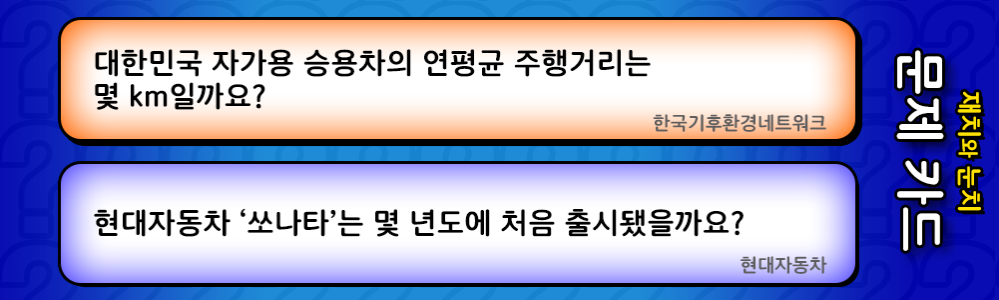 대한민국 자가용 승용차의 연평균 주행거리는
몇 km일까요?
한국기후환경네트워크
현대자동차 ‘쏘나타’는 몇 년도에 처음 출시됐을까요?
현대자동차
재치와 눈치
문제 카드